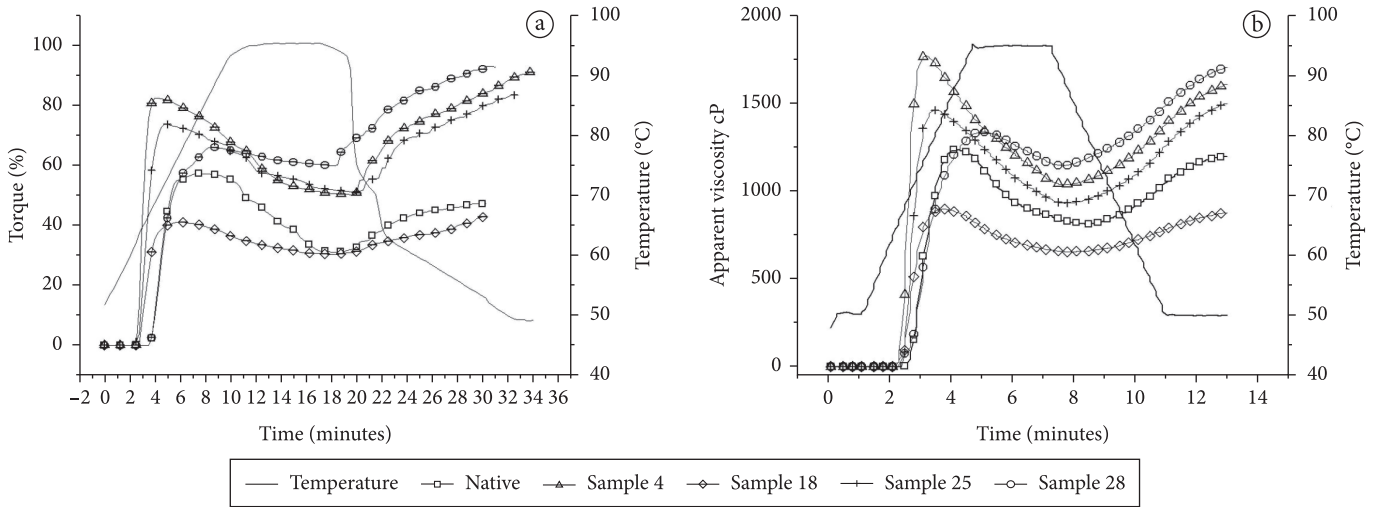 a
b
Torque (%)
100
80
60
40
20
0
−2 0 2 4 6 8 10 12 14 16 18 20 22 24 26 28 30 32 34 36
Time (minutes)
100
90
80
70
60
50
40
Temperature (°C)
Apparent viscosity cP
2000
1500
1000
500
0
0 2 4 6 8 10 12 14
Time (minutes)
100
90
80
70
60
50
40
Temperature (°C)
Temperature Native Sample 4 Sample 18 Sample 25 Sample 28